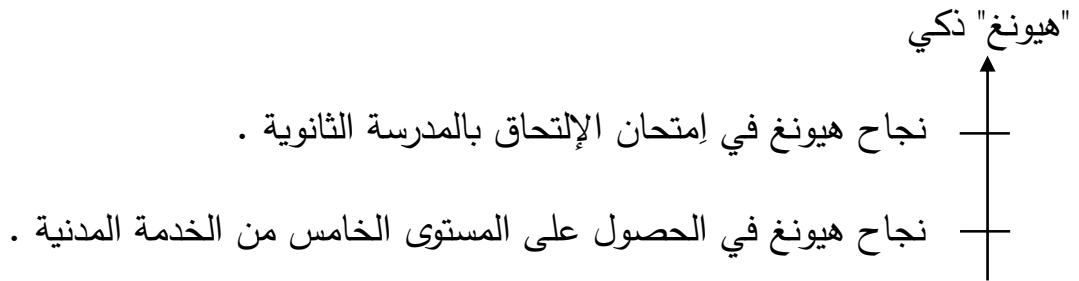 "هيونغ" ذكي
نجاح هيونغ في اِمتحان الإلتحاق بالمدرسة الثانوية .
نجاح هيونغ في الحصول على المستوى الخامس من الخدمة المدنية .